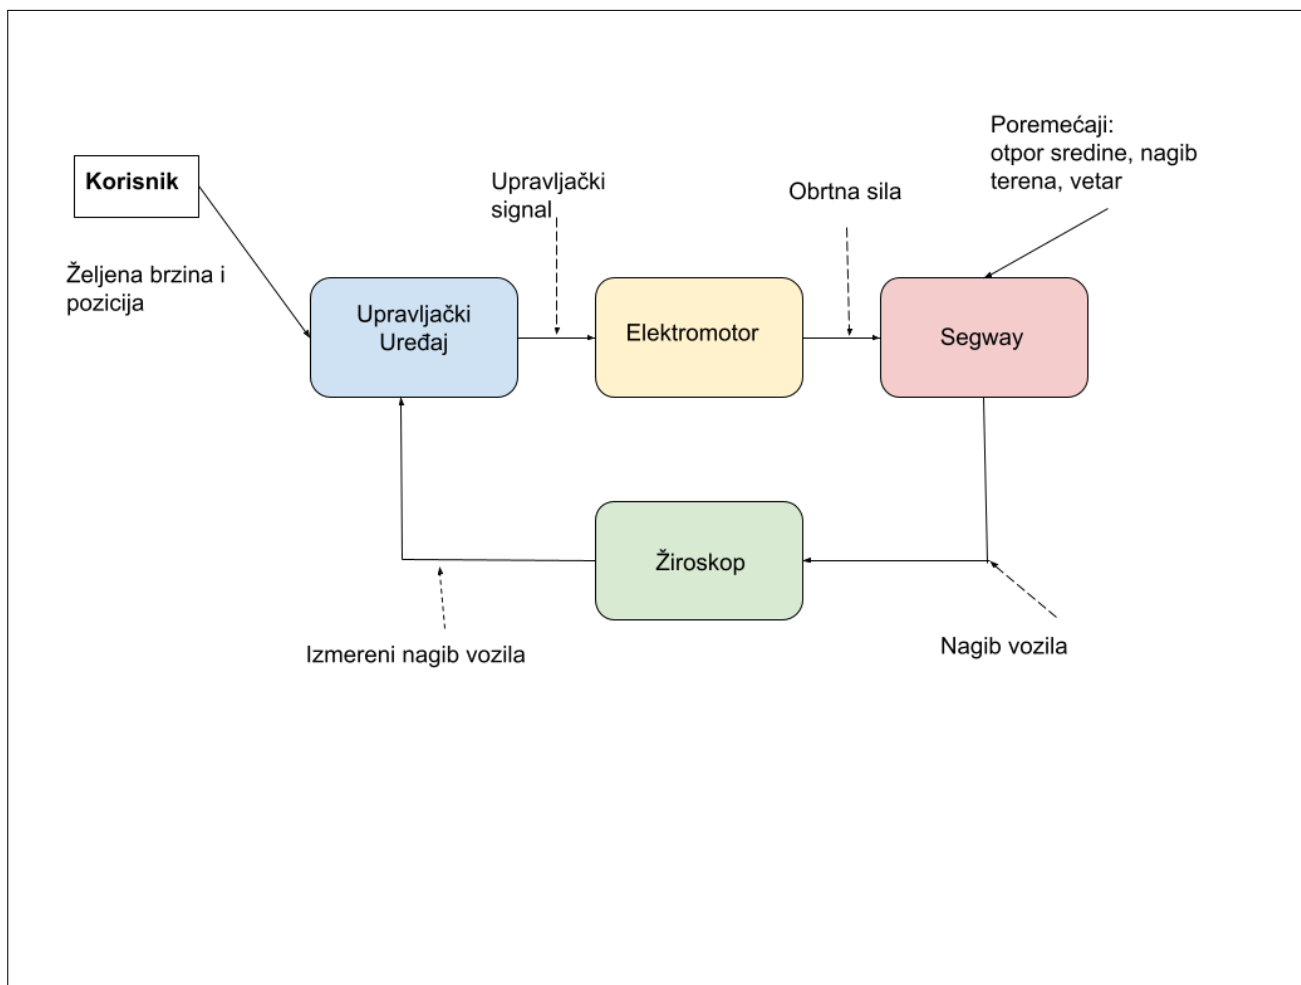 Poremećaji:
otpor sredine, nagib
terena, vetar
Korisnik
Upravljački
signal
Obrtna sila
Željena brzina i
pozicija
Upravljački
Uređaj
Elektromotor
Segway
Žiroskop
Izmereni nagib vozila
Nagib vozila